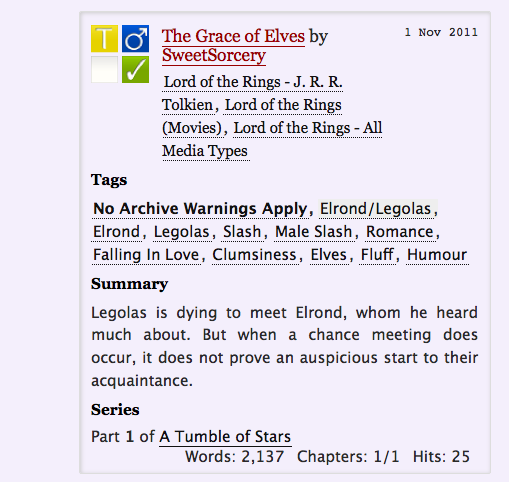 The Grace of Elves by
1 Nov 2011
SweetSorcery
Lord of the Rings - J. R. R.
Tolkien, Lord of the Rings
(Movies), Lord of the Rings - All
Media Types
Tags
No Archive Warnings Apply, Elrond/Legolas,
Elrond, Legolas, Slash, Male Slash, Romance,
Falling In Love, Clumsiness, Elves, Fluff, Humour
Summary
Legolas is dying to meet Elrond, whom he heard
much about. But when a chance meeting does
occur, it does not prove an auspicious start to their
acquaintance.
Series
Part 1 of A Tumble of Stars
Words: 2,137 Chapters: 1/1 Hits: 25
T